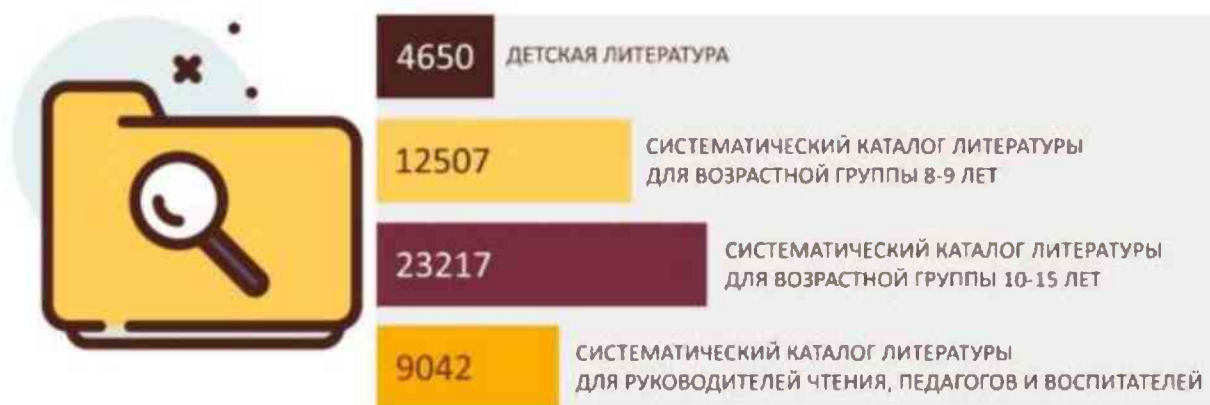 4650 ДЕТСКАЯ ЛИТЕРАТУРА
12507 СИСТЕМАТИЧЕСКИЙ КАТАЛОГ ЛИТЕРАТУРЫ
ДЛЯ ВОЗРАСТНОЙ ГРУППЫ 8-9 ЛЕТ
23217 СИСТЕМАТИЧЕСКИЙ КАТАЛОГ ЛИТЕРАТУРЫ
ДЛЯ ВОЗРАСТНОЙ ГРУППЫ 10-15 ЛЕТ
9042 СИСТЕМАТИЧЕСКИЙ КАТАЛОГ ЛИТЕРАТУРЫ
ДЛЯ РУКОВОДИТЕЛЕЙ ЧТЕНИЯ, ПЕДАГОГОВ И ВОСПИТАТЕЛЕЙ